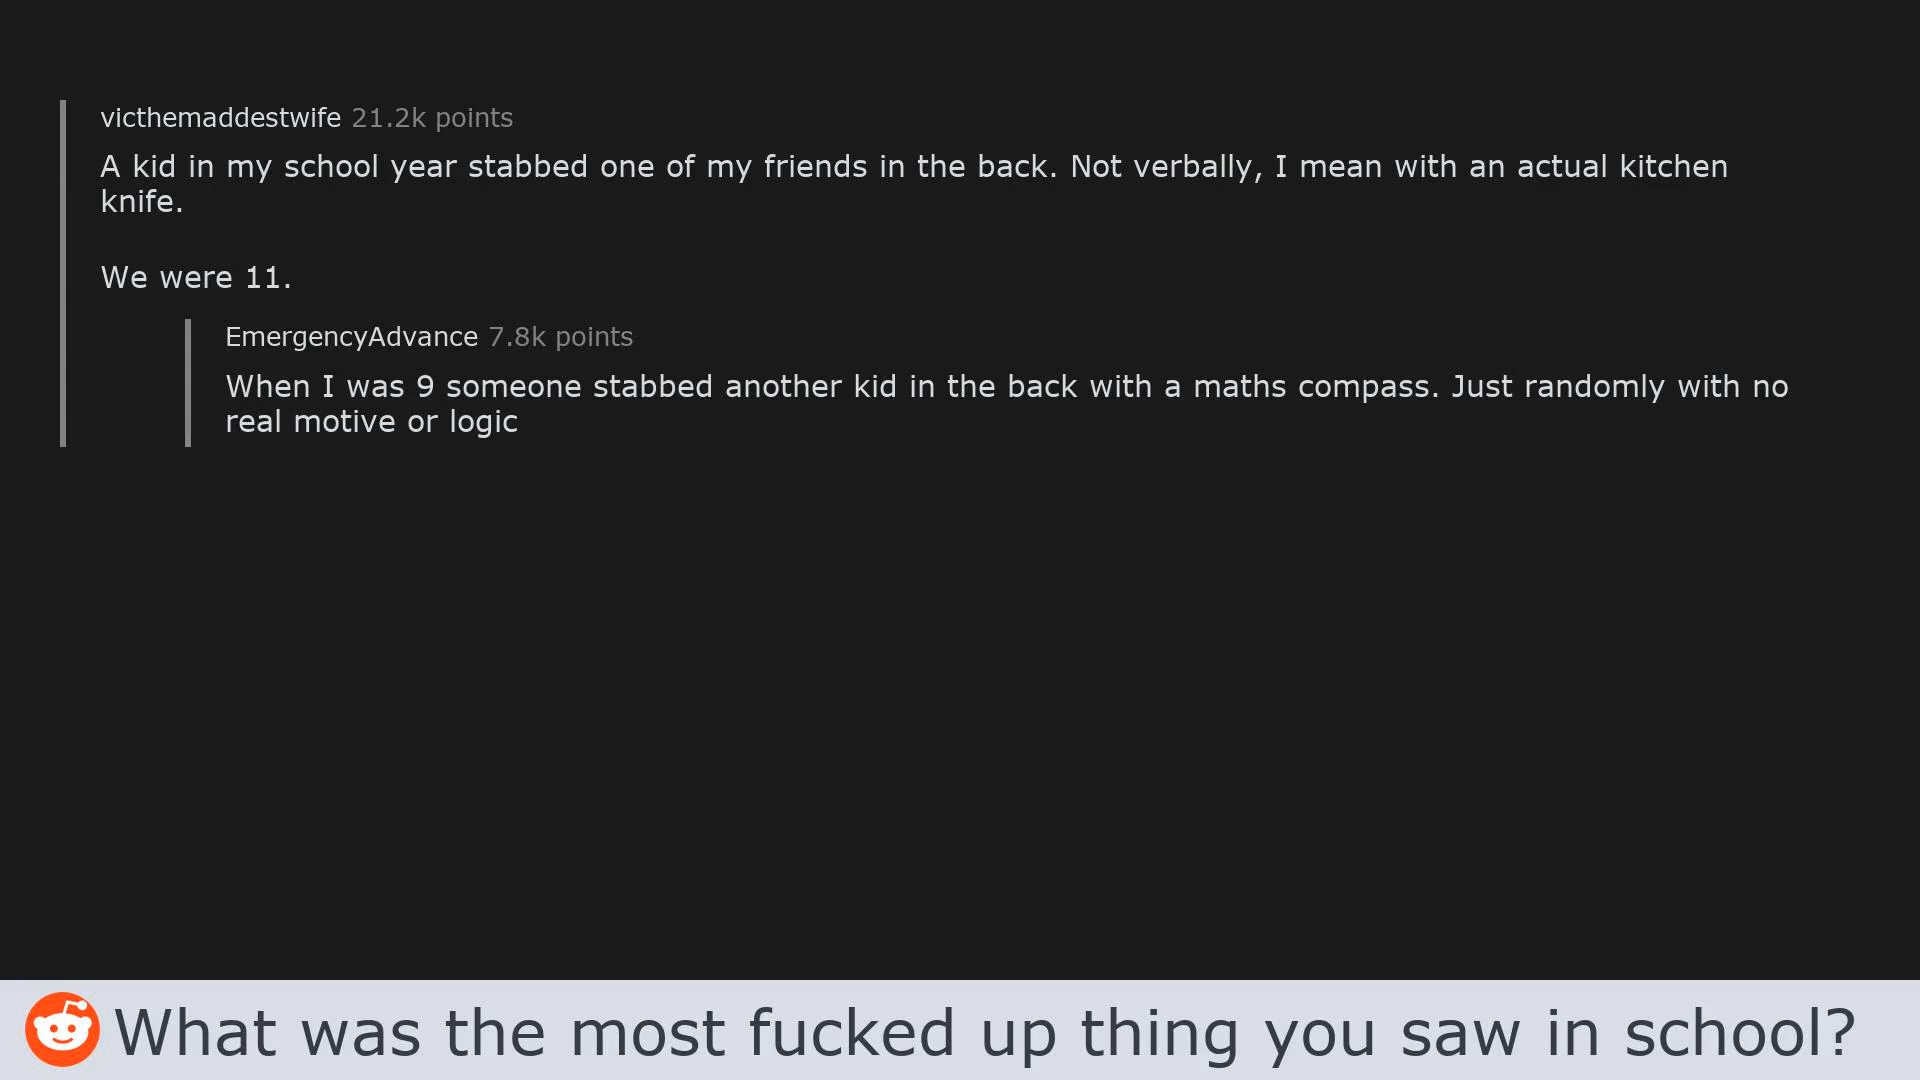 victhemaddestwife 21.2k points
A kid in my school year stabbed one of my friends in the back. Not verbally, I mean with an actual kitchen
knife.
We were 11.
EmergencyAdvance 7.8k points
When I was 9 someone stabbed another kid in the back with a maths compass. Just randomly with no
real motive or logic
What was the most fucked up thing you saw in school?